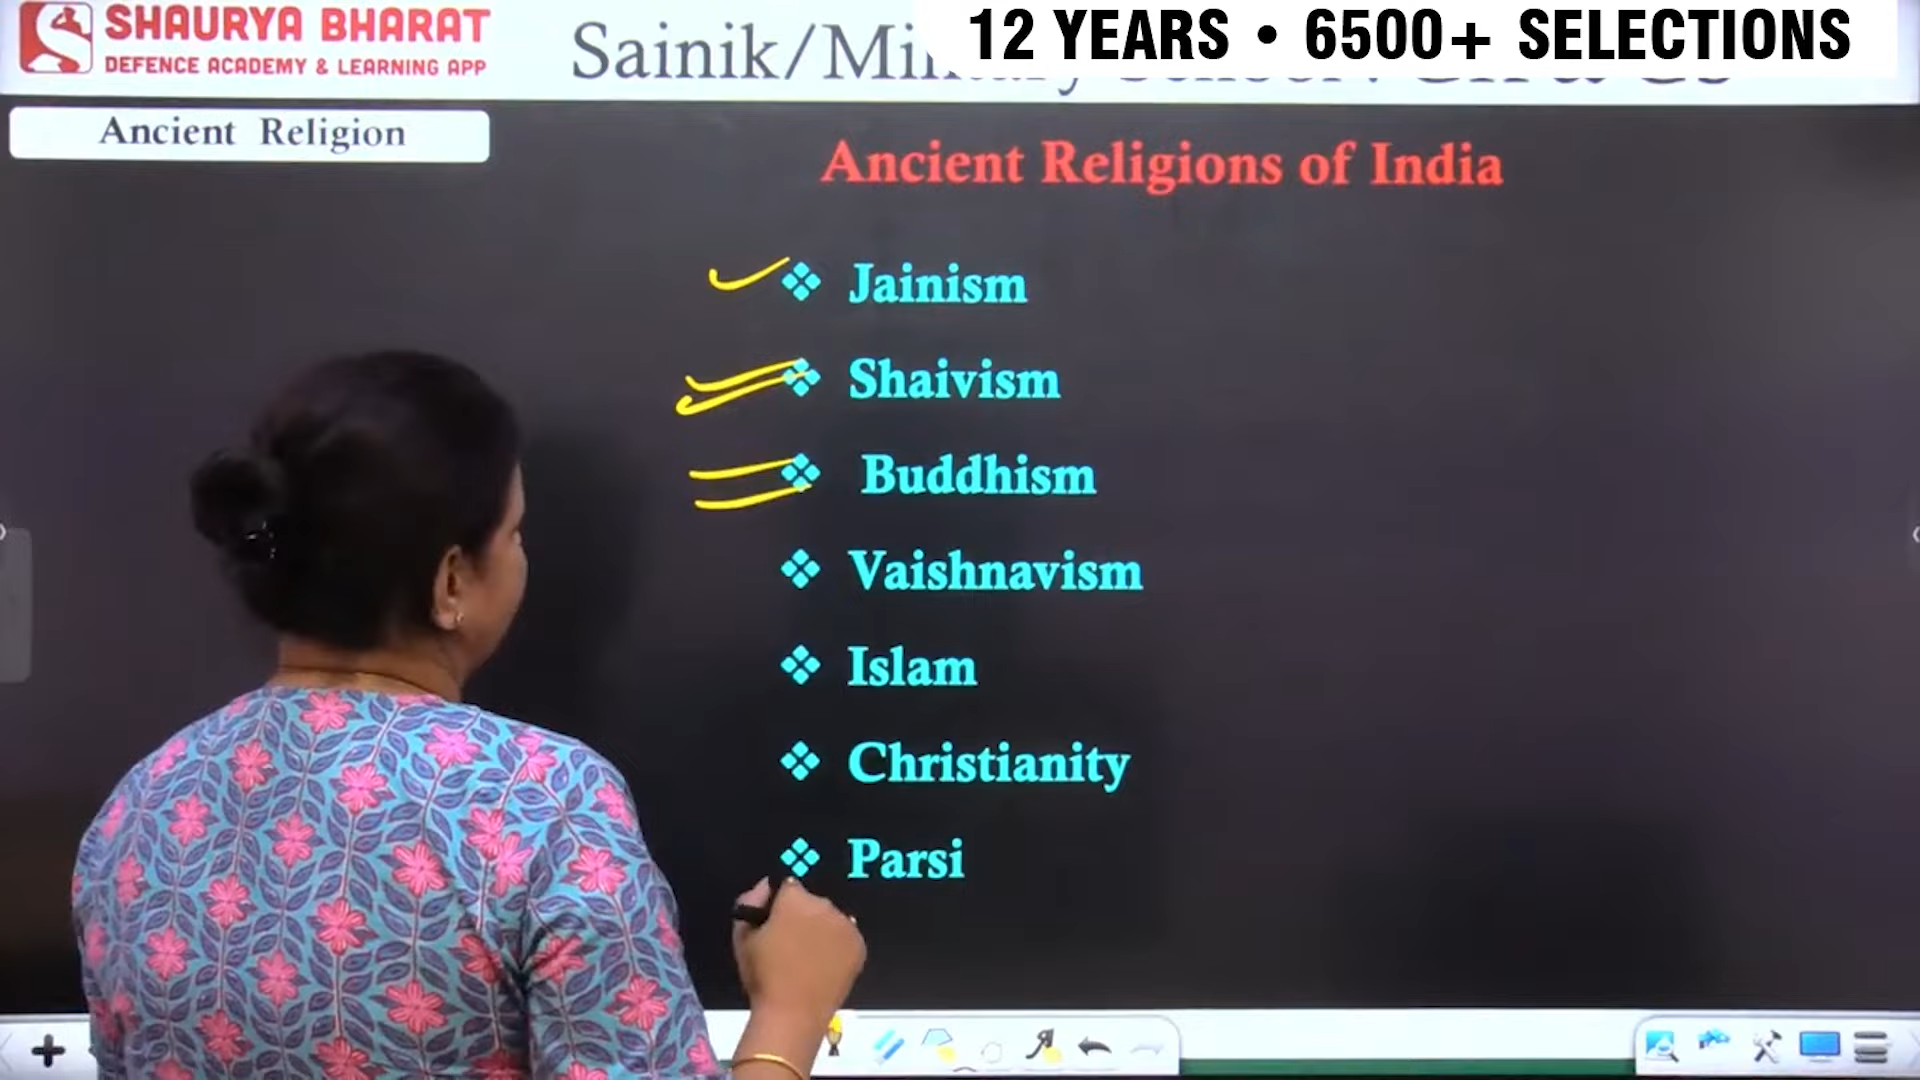 SHAURYA BHARAT
DEFENCE ACADEMY & LEARNING APP
Sainik/Mil
12 YEARS • 6500+ SELECTIONS
Ancient Religion
Ancient Religions of India
Jainism
Shaivism
Buddhism
Vaishnavism
Islam
Christianity
Parsi